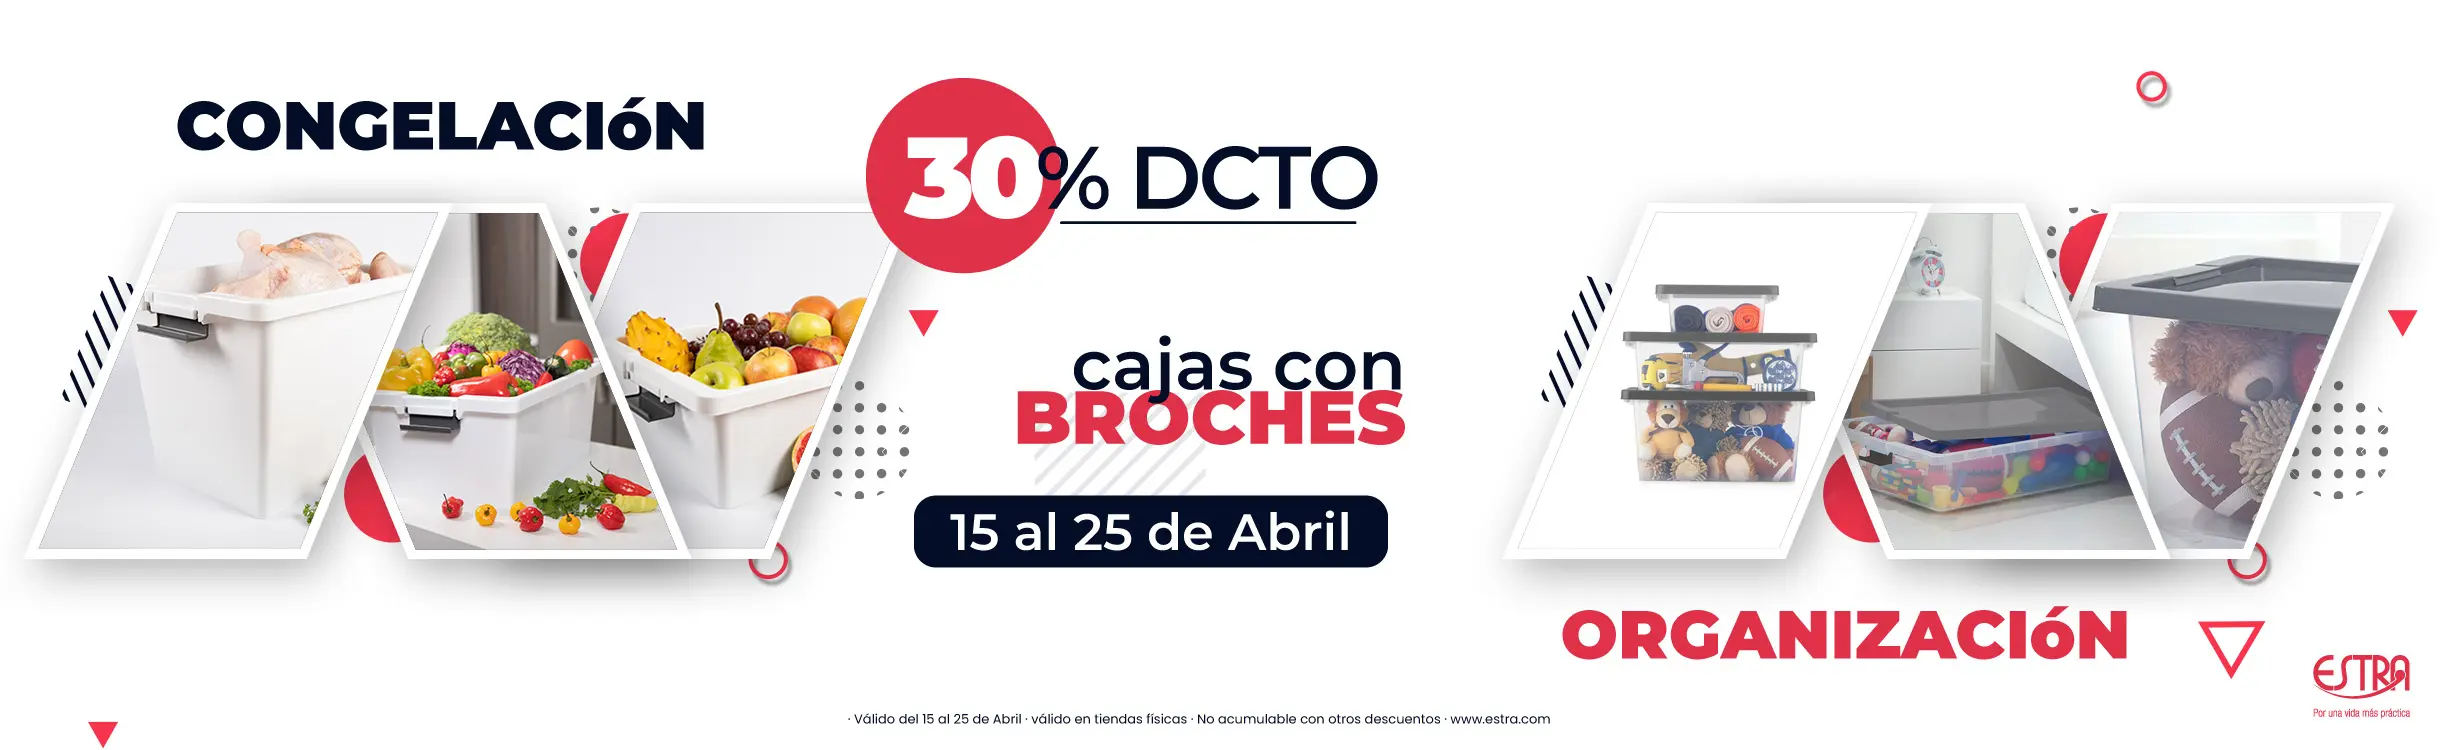 CONGELACIóN
30% DCTO
cajas con
BROCHES
15 al 25 de Abril
ORGANIZACIóN
ESTRA
Por una vida más práctica
· Válido del 15 al 25 de Abril · válido en tiendas físicas · No acumulable con otros descuentos · www.estra.com